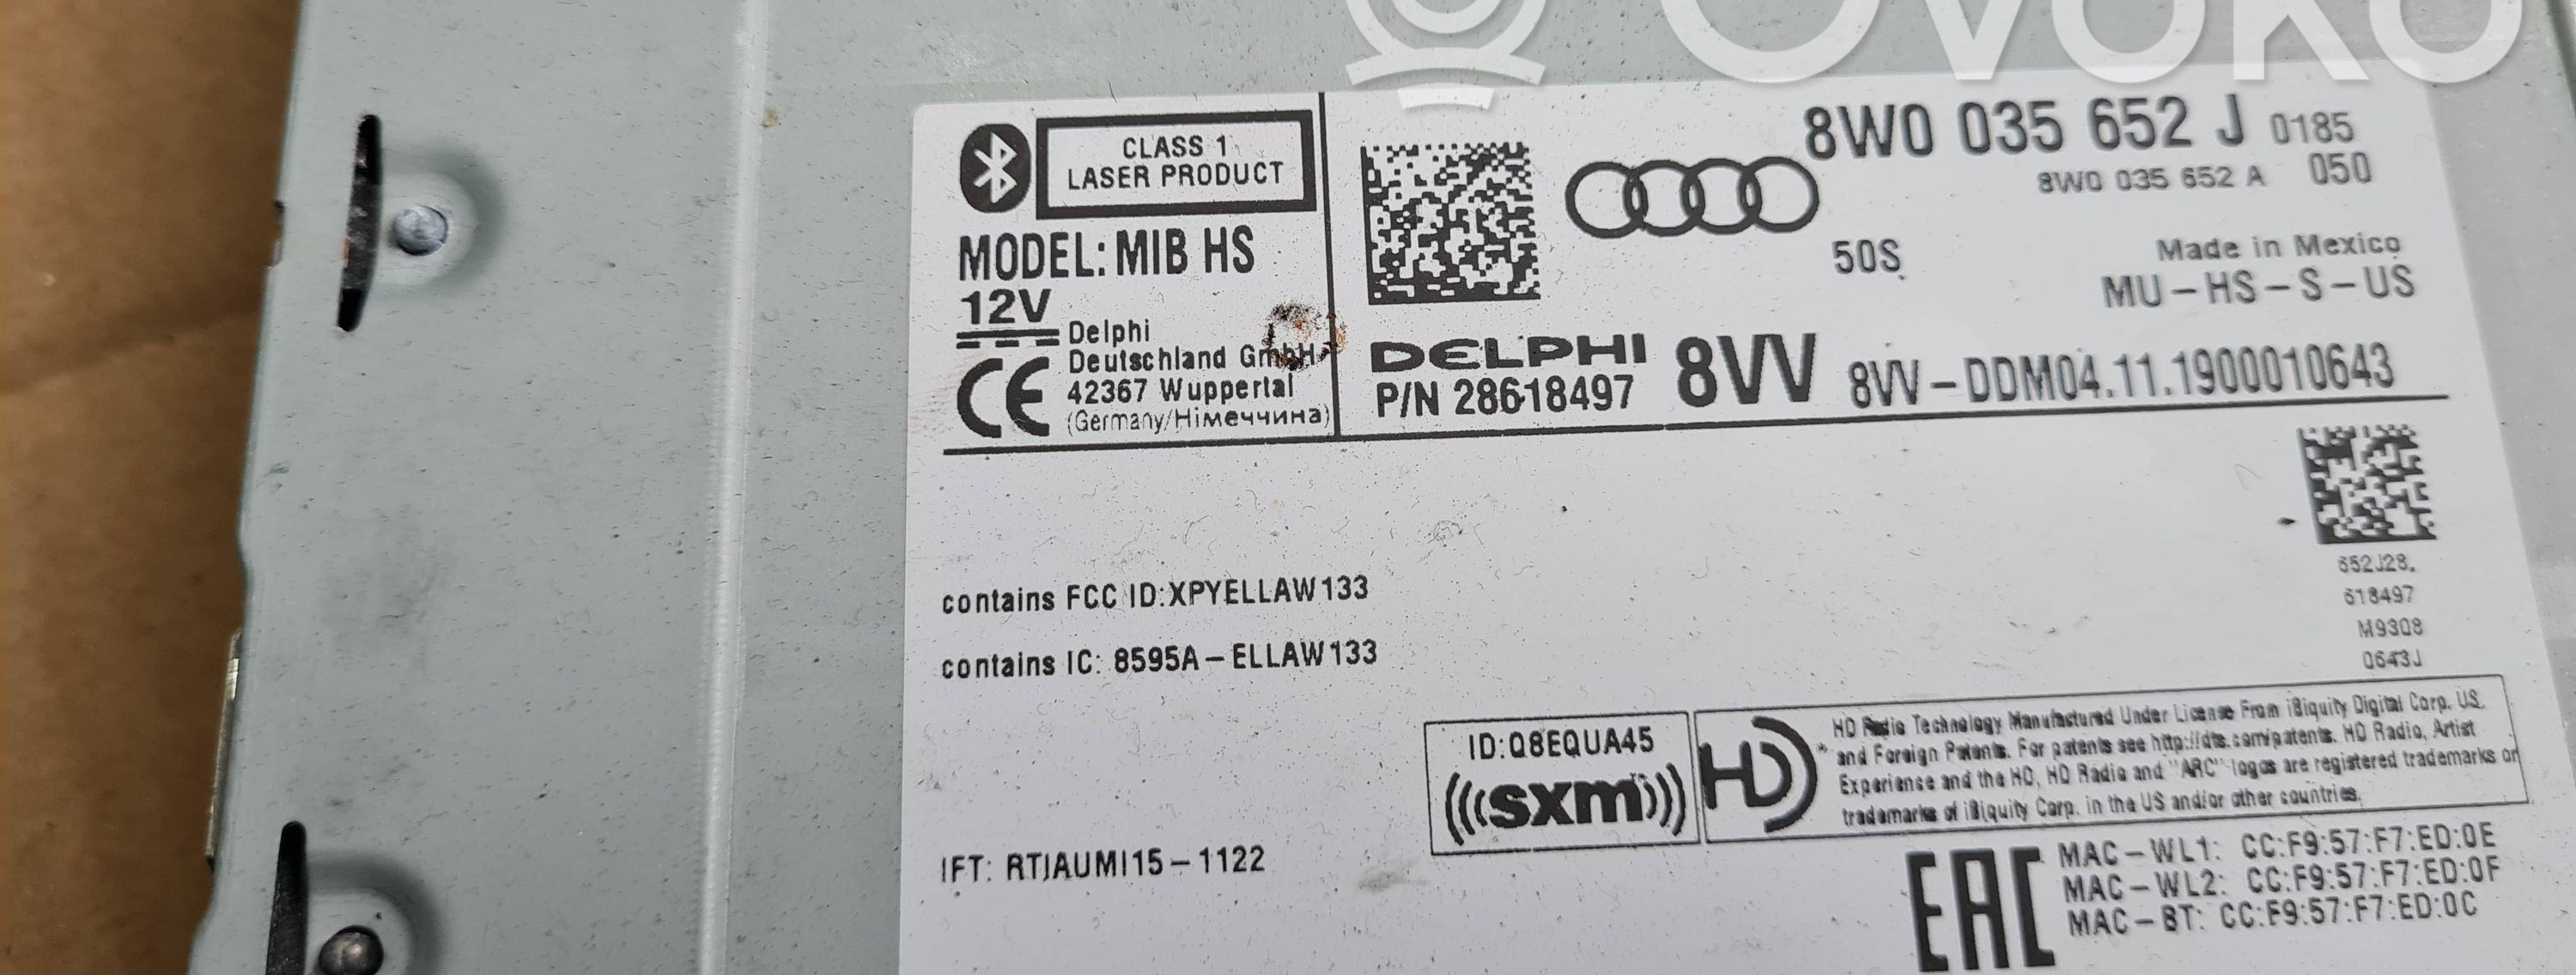 OVOKO
CLASS 1
LASER PRODUCT
MODEL: MIB HS
12V
Delphi
Deutschland GmbH
42367 Wuppertal
(Germany/Німеччина)
CE
8W0 035 652 J 0185
8W0 035 652 A 050
50S
Made in Mexico
MU-HS-S-US
DELPHI
P/N 28618497
8VV
8VV-DDM04.11.1900010643
652J28.
618497
M9308
0643J
contains FCC ID:XPYELLAW133
contains IC: 8595A-ELLAW133
ID:Q8EQUA45
(((sxm)))
HD
HD Radio Technology Manufactured Under License From iBiquity Digital Corp. US.
and Foreign Patents. For patents see http://dts.com/patents. HD Radio, Artist
Experience and the HD, HD Radio and "ARC" logos are registered trademarks or
trademarks of iBiquity Corp. in the US and/or other countries.
IFT: RTIAUMI15-1122
EAC
MAC-WL1: CC:F9:57:F7:ED:0E
MAC-WL2: CC:F9:57:F7:ED:0F
MAC-BT: CC:F9:57:F7:ED:0C